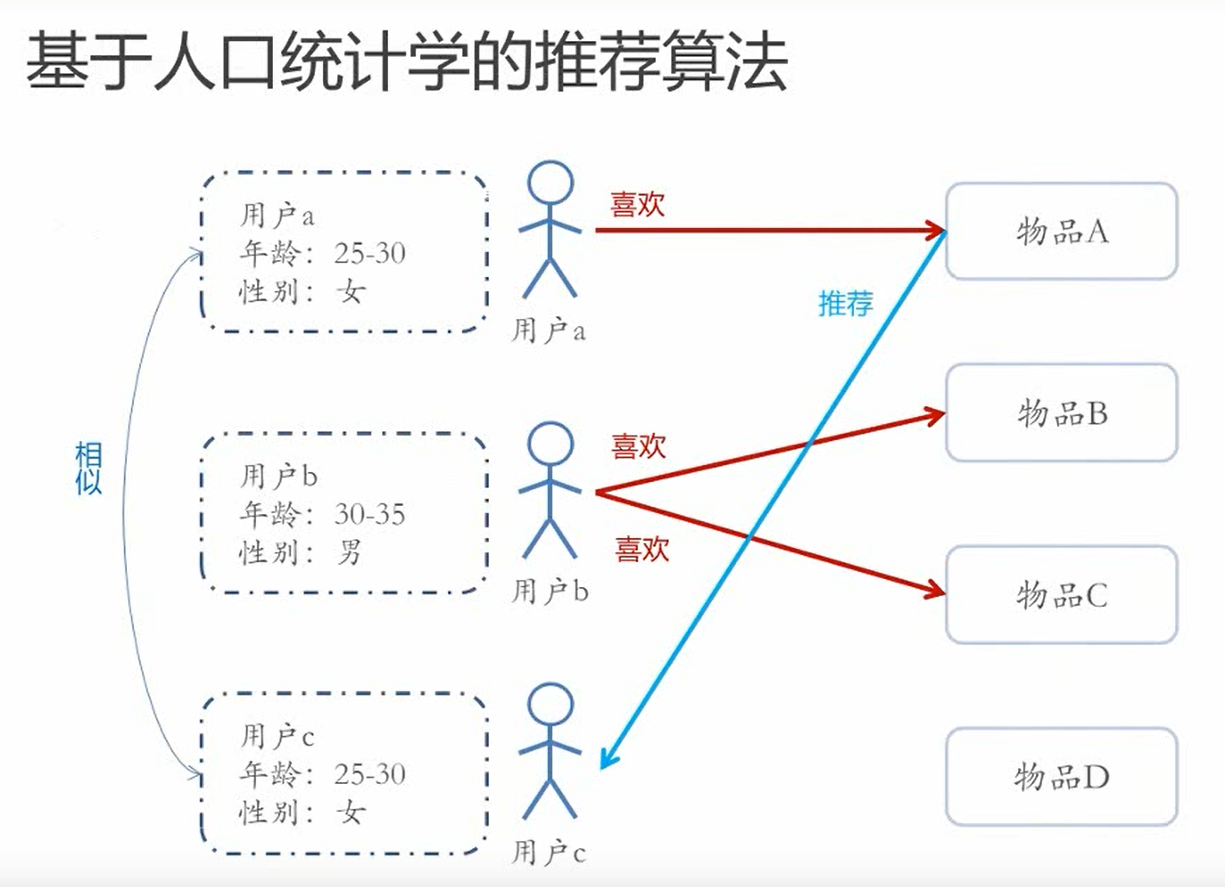 基于人口统计学的推荐算法
用户a
年龄：25-30
性别：女
用户a
喜欢
物品A
推荐
相似
用户b
年龄：30-35
性别：男
用户b
喜欢
喜欢
物品B
物品C
用户c
年龄：25-30
性别：女
用户c
物品D